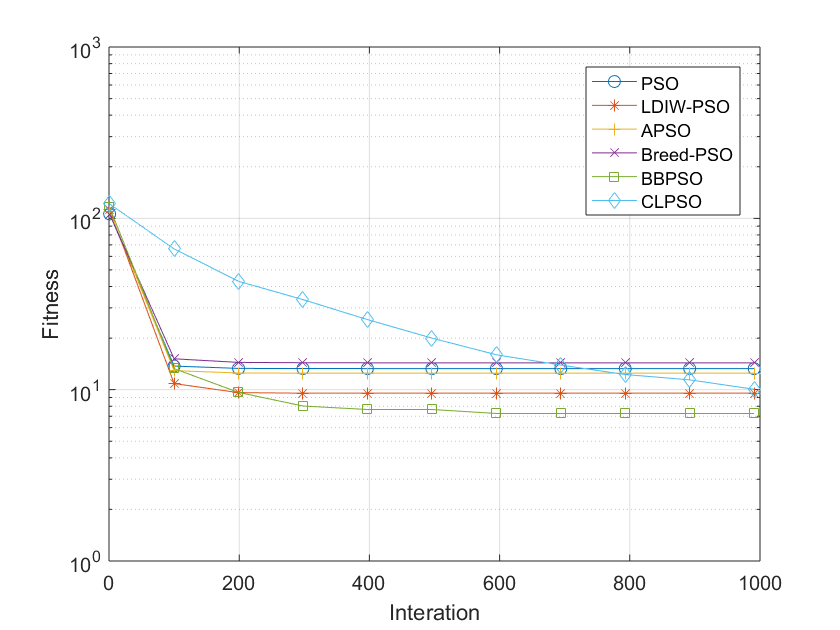 10^3
10^2
10^1
10^0
Fitness
0 200 400 600 800 1000
Interation
PSO
LDIW-PSO
APSO
Breed-PSO
BBPSO
CLPSO